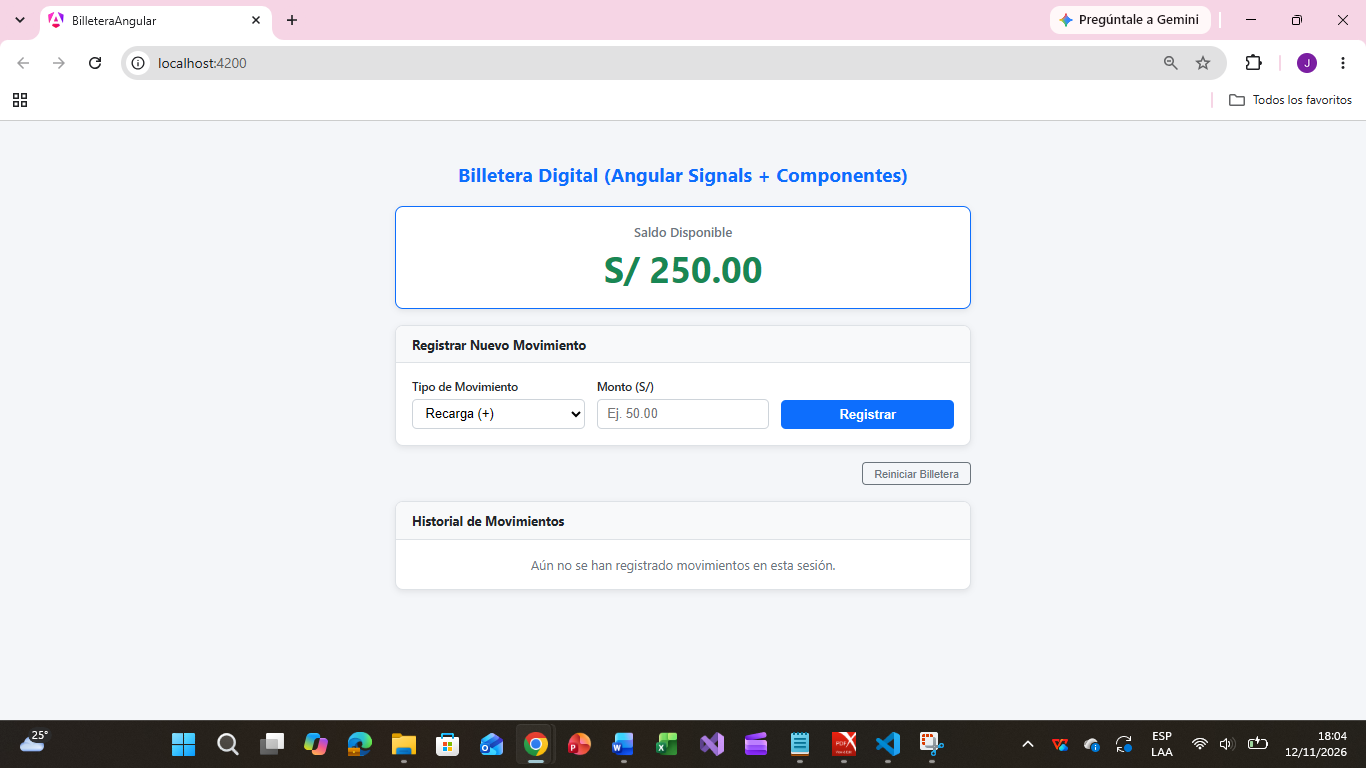 BilleteraAngular
Pregúntale a Gemini
localhost:4200
J
Todos los favoritos
Billetera Digital (Angular Signals + Componentes)
Saldo Disponible
S/ 250.00
Registrar Nuevo Movimiento
Tipo de Movimiento
Monto (S/)
Recarga (+)
Ej. 50.00
Registrar
Reiniciar Billetera
Historial de Movimientos
Aún no se han registrado movimientos en esta sesión.
25°
ESP
LAA
18:04
12/11/2026